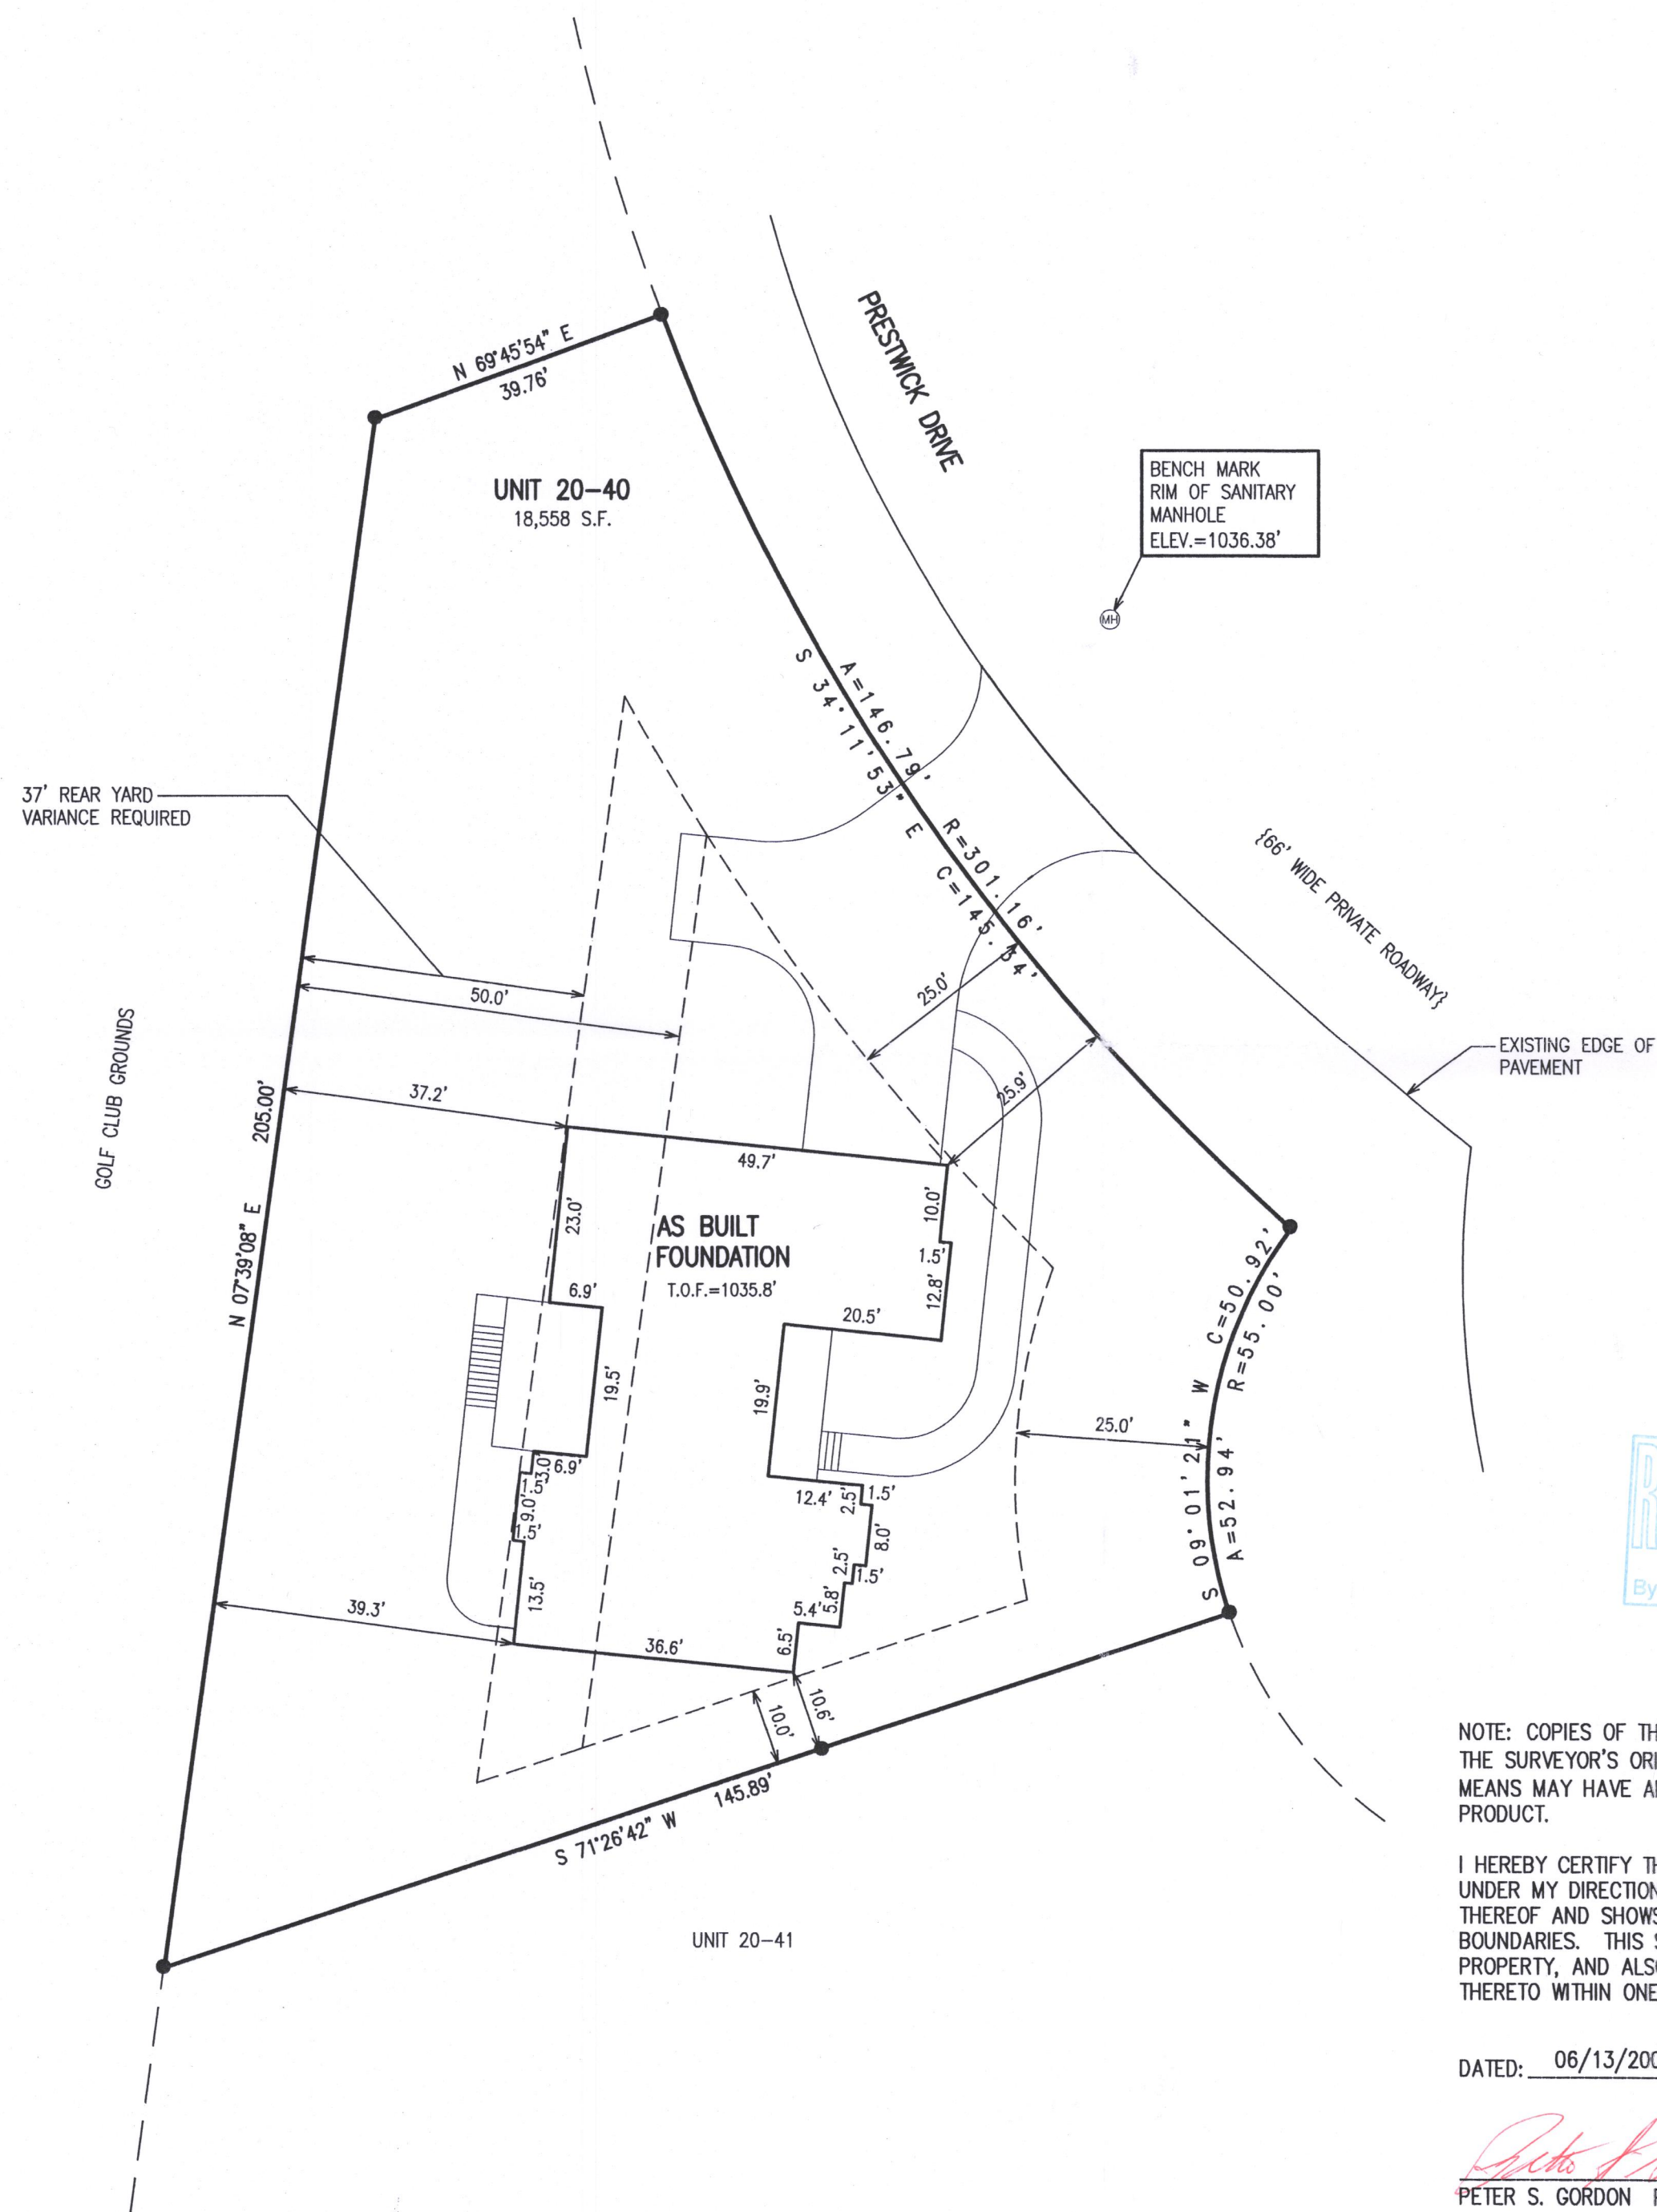 N 69°45'54" E
39.76'
UNIT 20-40
18,558 S.F.
PRESTWICK DRIVE
BENCH MARK
RIM OF SANITARY
MANHOLE
ELEV.=1036.38'
MH
A=146.79' R=301.16'
S 34°11'53" E C=145.34'
37' REAR YARD
VARIANCE REQUIRED
{66' WIDE PRIVATE ROADWAY}
50.0'
25.0'
25.9'
EXISTING EDGE OF
PAVEMENT
GOLF CLUB GROUNDS
N 07°39'08" E 205.00'
37.2'
49.7'
23.0'
AS BUILT
FOUNDATION
T.O.F.=1035.8'
10.0'
1.5'
12.8'
6.9'
20.5'
19.5'
19.9'
S 09°01'21" W C=50.92'
A=52.94' R=55.00'
25.0'
6.9'
3.0'
1.5'
9.0'
1.5'
13.5'
12.4'
2.5'
1.5'
8.0'
2.5'
1.5'
5.8'
5.4'
6.5'
39.3'
36.6'
10.6'
10.0'
S 71°26'42" W 145.89'
UNIT 20-41
By
NOTE: COPIES OF
THE SURVEYOR'S
MEANS MAY HAVE
PRODUCT.
I HEREBY CERTIFY
UNDER MY DIRECTION
THEREOF AND SHOWS
BOUNDARIES. THIS
PROPERTY, AND
THERETO WITHIN ONE
DATED: 06/13/200
PETER S. GORDON